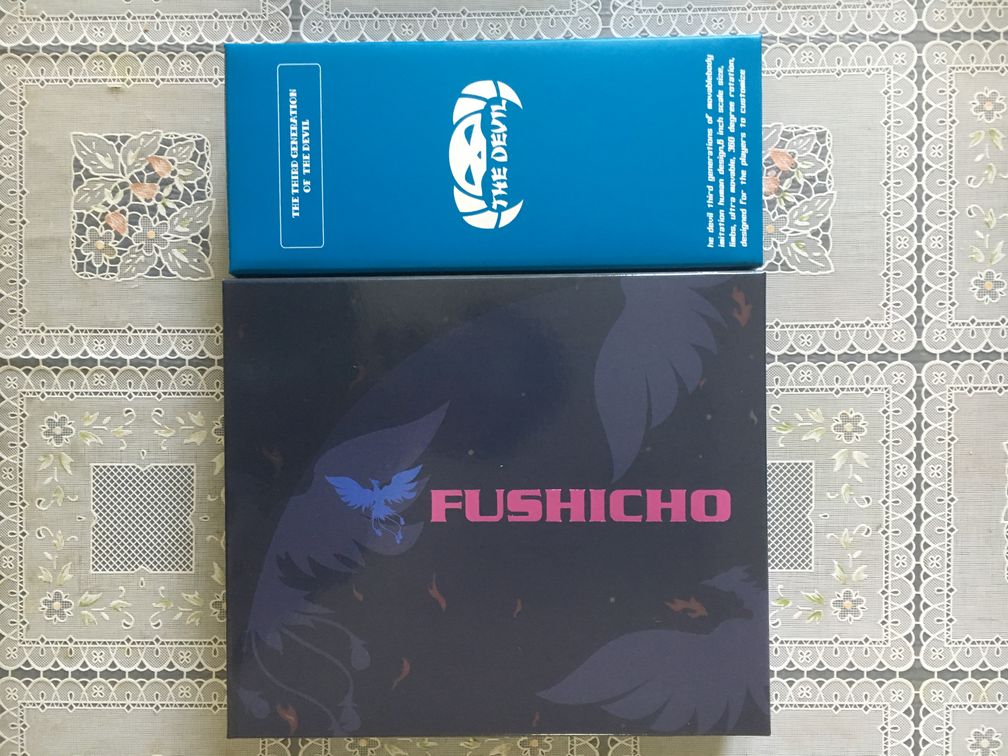 THE THIRD GENERATION
OF THE DEVIL
THE DEVIL
he devil third generations of movablebody
imitation human design,6 inch scale size,
limbs, ultra movable, 360 degree rotation,
designed for the players to customize
FUSHICHO